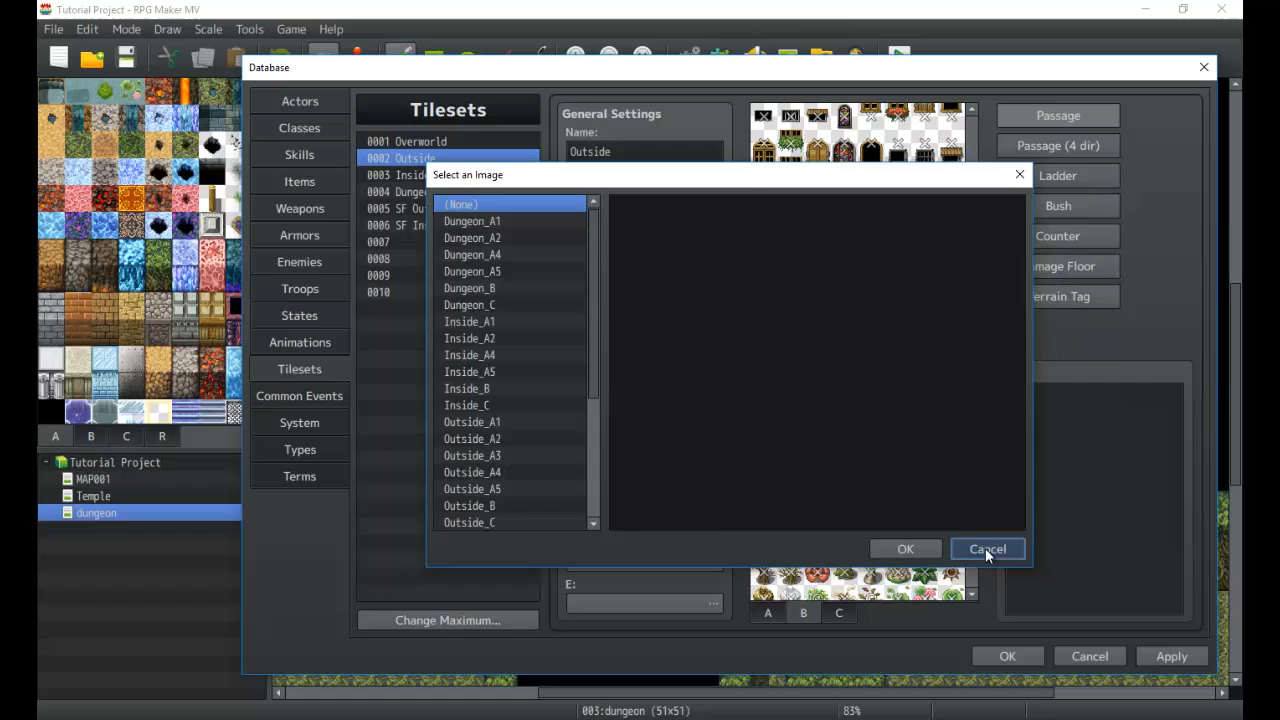 Tutorial Project - RPG Maker MV
File Edit Mode Draw Scale Tools Game Help
Database
Actors
Classes
Skills
Items
Weapons
Armors
Enemies
Troops
States
Animations
Tilesets
Common Events
System
Types
Terms
Tilesets
0001 Overworld
0002 Outside
0003 Insid
0004 Dunge
0005 SF Ou
0006 SF In
0007
0008
0009
0010
Change Maximum...
General Settings
Name:
Outside
E:
...
A B C
Passage
Passage (4 dir)
Ladder
Bush
Counter
mage Floor
errain Tag
OK Cancel Apply
Select an Image
(None)
Dungeon_A1
Dungeon_A2
Dungeon_A4
Dungeon_A5
Dungeon_B
Dungeon_C
Inside_A1
Inside_A2
Inside_A4
Inside_A5
Inside_B
Inside_C
Outside_A1
Outside_A2
Outside_A3
Outside_A4
Outside_A5
Outside_B
Outside_C
OK Cancel
A B C R
Tutorial Project
MAP001
Temple
dungeon
003:dungeon (51x51) 83%